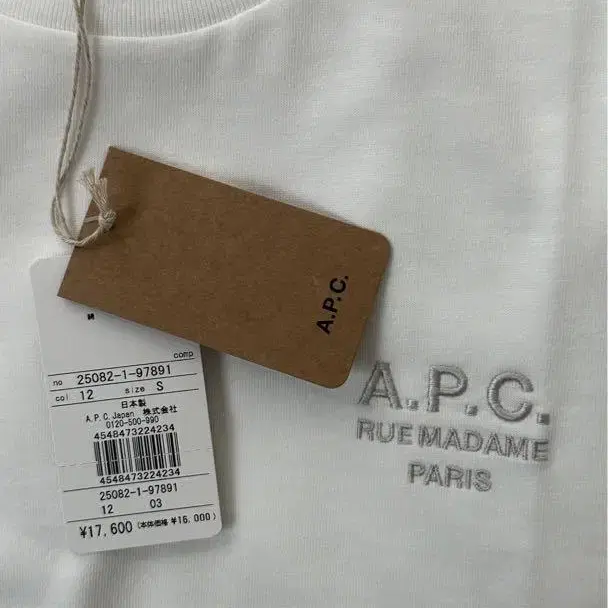 A.P.C.
comp
no 25082-1-97891
col 12 size S
日本製
A.P.C.Japan 株式会社
0120-500-990
4548473224234
4548473224234
25082-1-97891
12 03
¥17,600 (本体価格 ¥16,000)
A.P.C.
RUE MADAME
PARIS